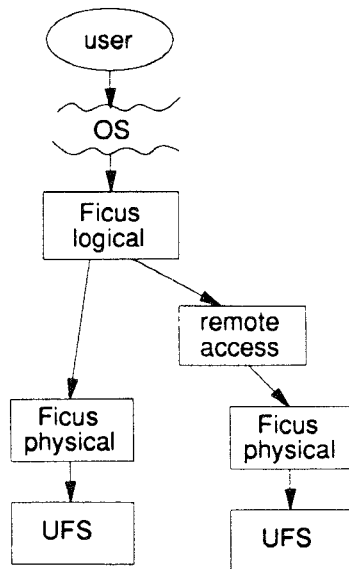 user
OS
Ficus
logical
remote
access
Ficus
physical
Ficus
physical
UFS
UFS